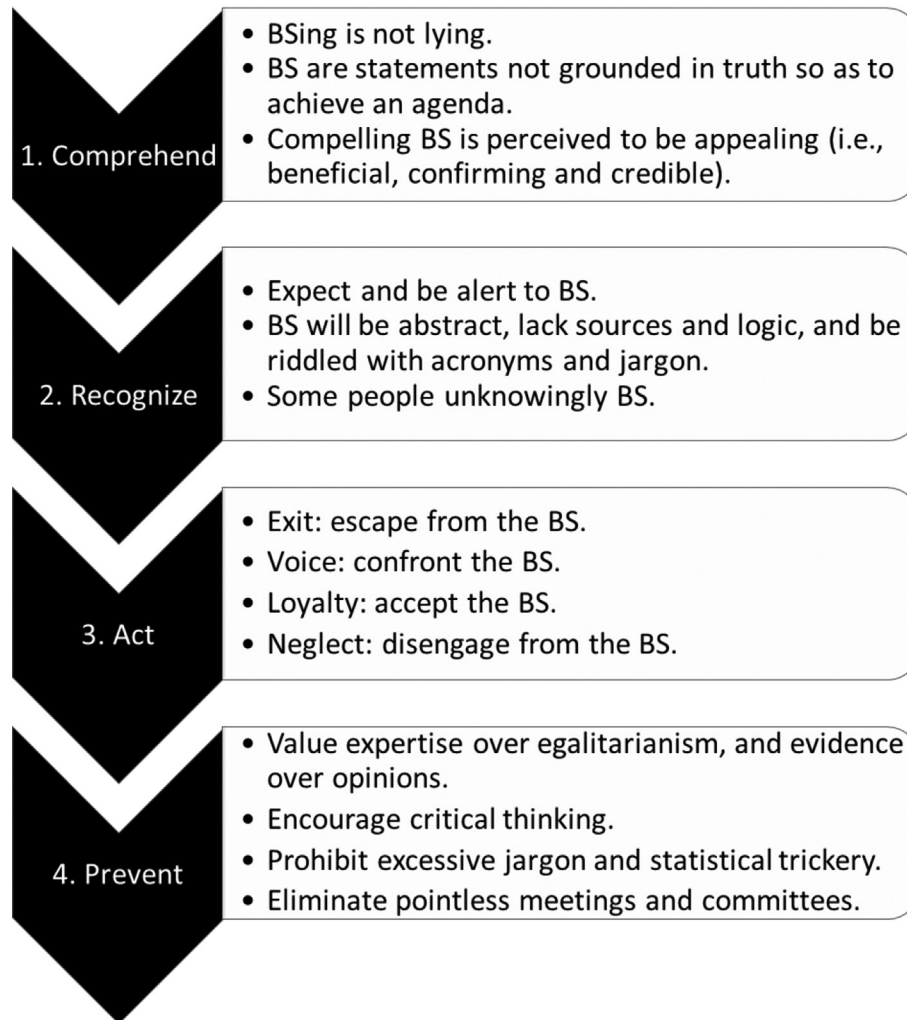 1. Comprehend
• BSing is not lying.
• BS are statements not grounded in truth so as to
achieve an agenda.
• Compelling BS is perceived to be appealing (i.e.,
beneficial, confirming and credible).
2. Recognize
• Expect and be alert to BS.
• BS will be abstract, lack sources and logic, and be
riddled with acronyms and jargon.
• Some people unknowingly BS.
3. Act
• Exit: escape from the BS.
• Voice: confront the BS.
• Loyalty: accept the BS.
• Neglect: disengage from the BS.
4. Prevent
• Value expertise over egalitarianism, and evidence
over opinions.
• Encourage critical thinking.
• Prohibit excessive jargon and statistical trickery.
• Eliminate pointless meetings and committees.